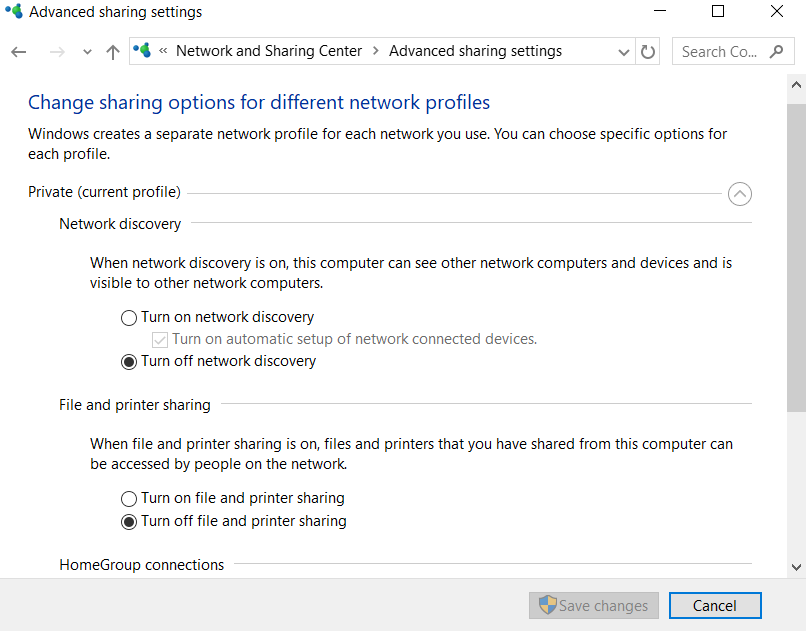 Advanced sharing settings
« Network and Sharing Center > Advanced sharing settings
Search Co...
Change sharing options for different network profiles
Windows creates a separate network profile for each network you use. You can choose specific options for
each profile.
Private (current profile)
Network discovery
When network discovery is on, this computer can see other network computers and devices and is
visible to other network computers.
Turn on network discovery
Turn on automatic setup of network connected devices.
Turn off network discovery
File and printer sharing
When file and printer sharing is on, files and printers that you have shared from this computer can
be accessed by people on the network.
Turn on file and printer sharing
Turn off file and printer sharing
HomeGroup connections
Save changes
Cancel